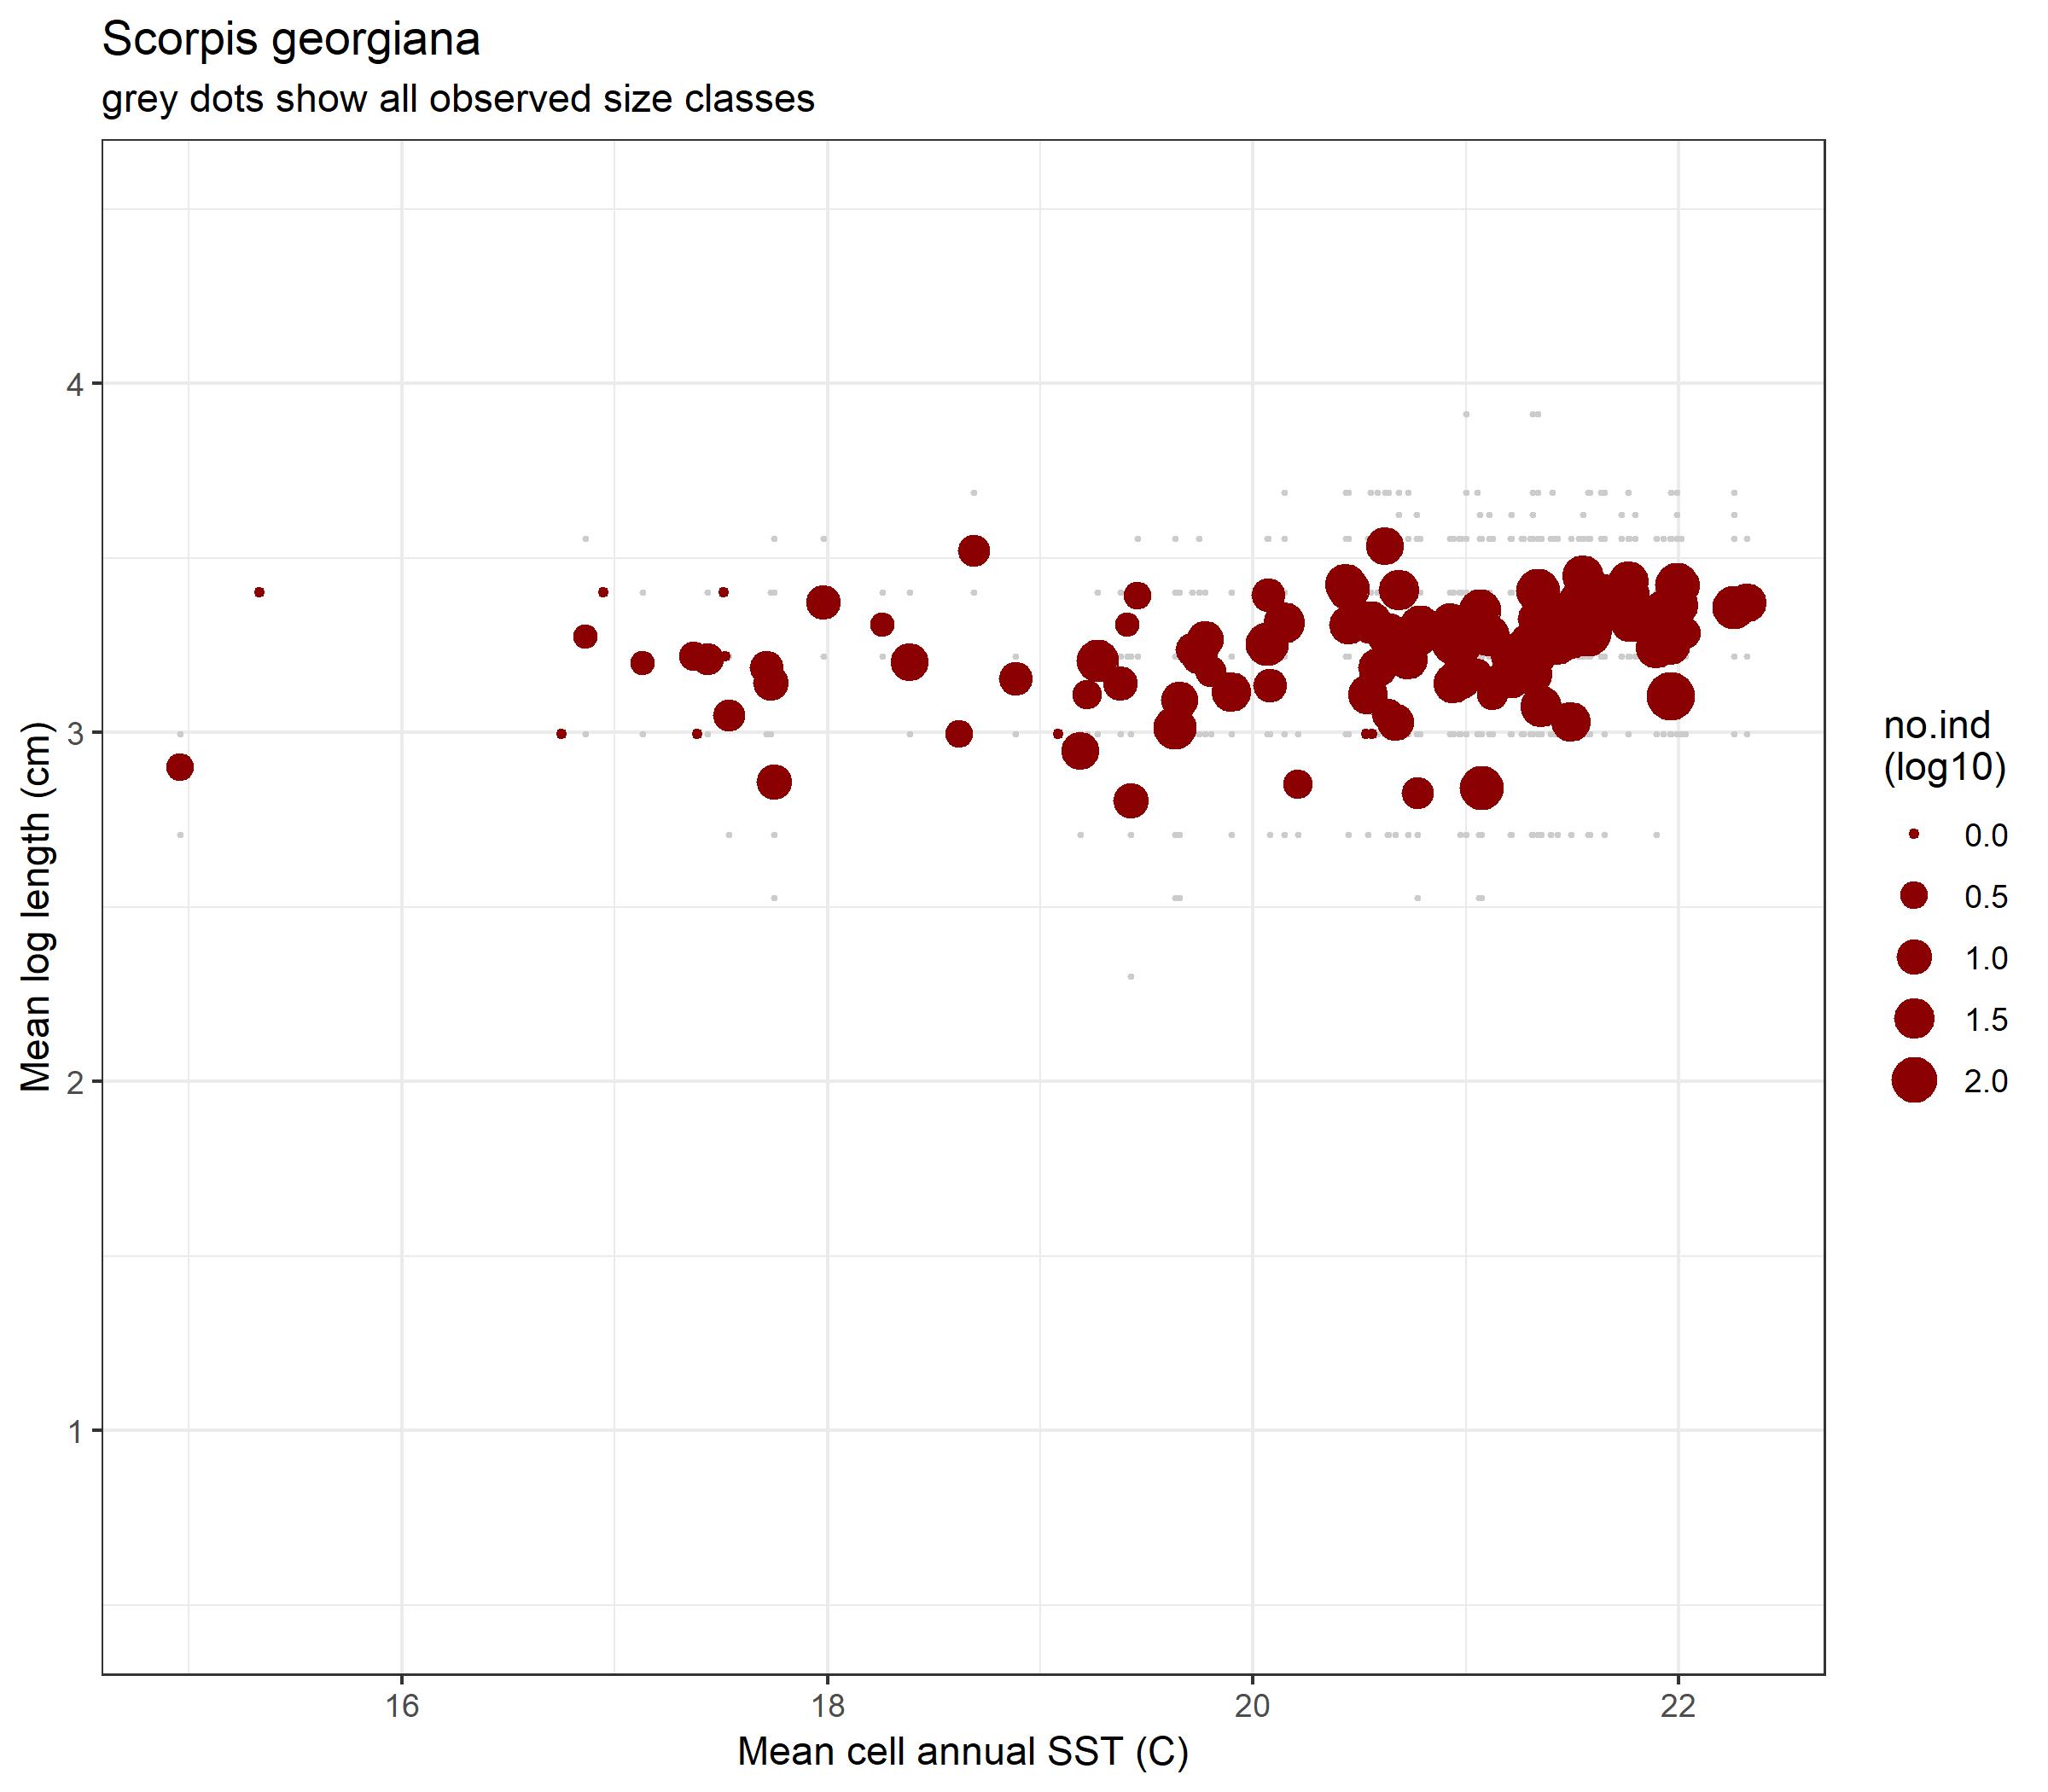 Scorpis georgiana
grey dots show all observed size classes
Mean log length (cm)
4
3
2
1
16
18
20
22
Mean cell annual SST (C)
no.ind
(log10)
0.0
0.5
1.0
1.5
2.0